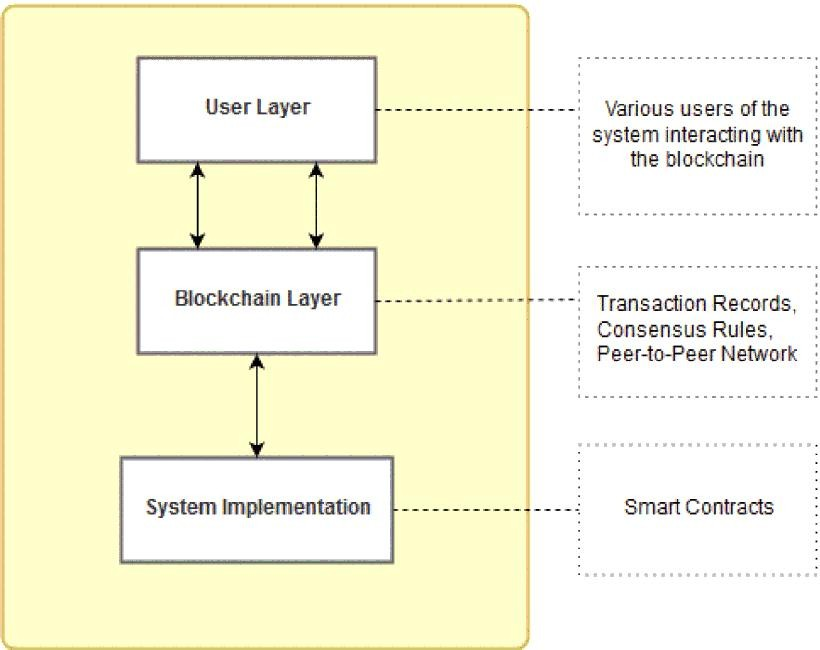 User Layer
Various users of the
system interacting with
the blockchain
Blockchain Layer
Transaction Records,
Consensus Rules,
Peer-to-Peer Network
System Implementation
Smart Contracts